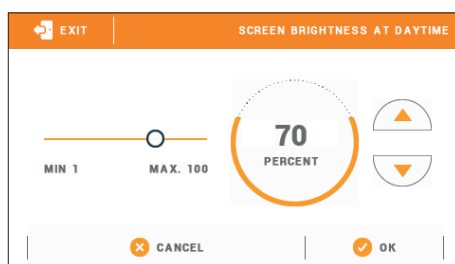 EXIT
SCREEN BRIGHTNESS AT DAYTIME
70
PERCENT
MIN 1
MAX. 100
CANCEL
OK